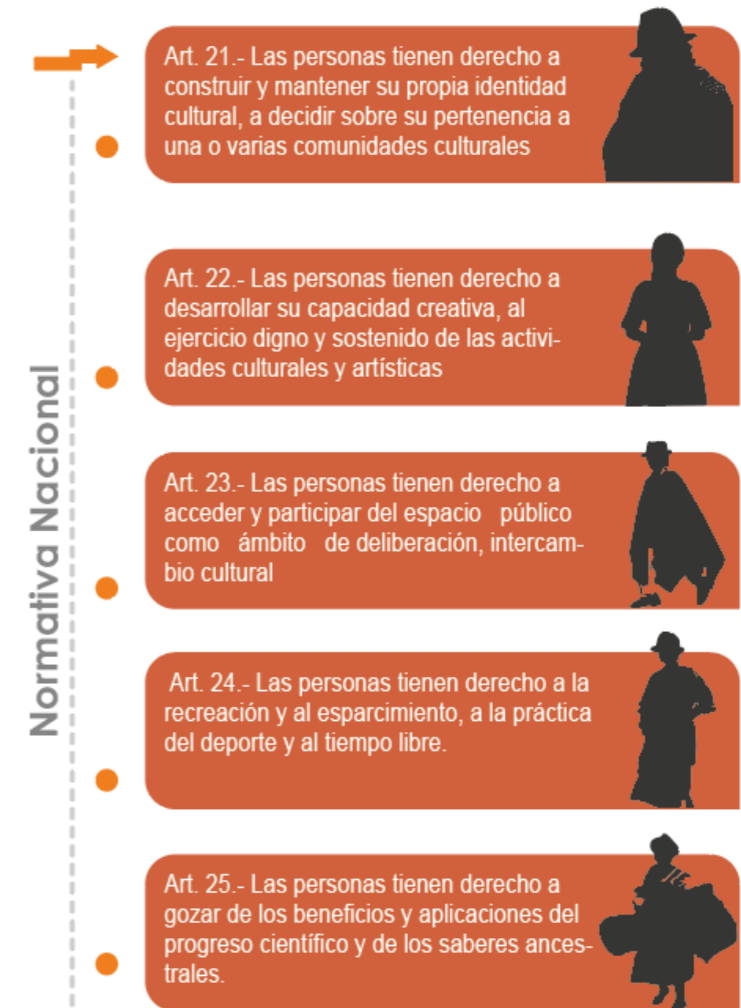 Normativa Nacional
Art. 21.- Las personas tienen derecho a
construir y mantener su propia identidad
cultural, a decidir sobre su pertenencia a
una o varias comunidades culturales
Art. 22.- Las personas tienen derecho a
desarrollar su capacidad creativa, al
ejercicio digno y sostenido de las activi-
dades culturales y artísticas
Art. 23.- Las personas tienen derecho a
acceder y participar del espacio público
como ámbito de deliberación, intercam-
bio cultural
Art. 24.- Las personas tienen derecho a la
recreación y al esparcimiento, a la práctica
del deporte y al tiempo libre.
Art. 25.- Las personas tienen derecho a
gozar de los beneficios y aplicaciones del
progreso científico y de los saberes ances-
trales.